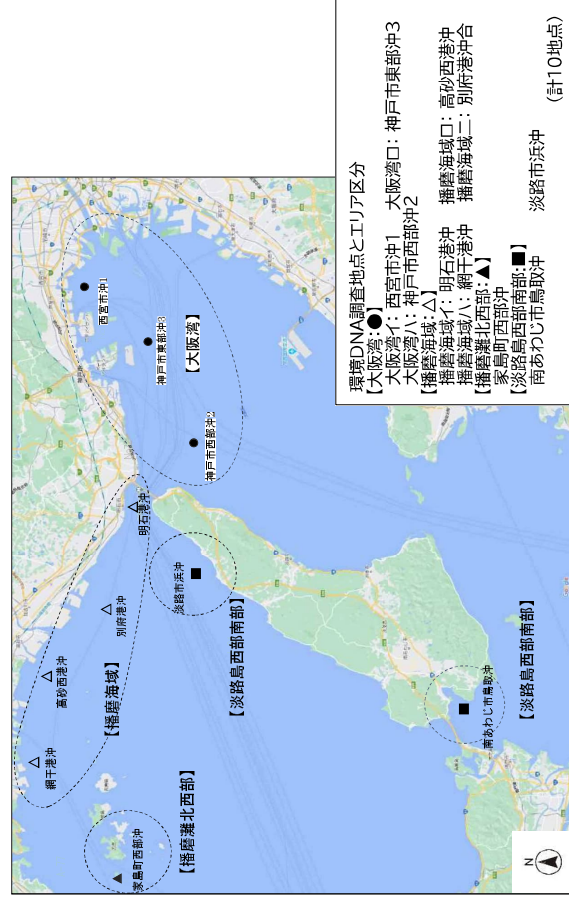 西宮市沖1
神戸市東部沖3
【大阪湾】
神戸市西部沖2
明石港沖
別府港沖
高砂西港沖
網干港沖
【播磨海域】
淡路市浜沖
【淡路島西部南部】
家島町西部沖
【播磨灘北西部】
南あわじ市鳥取沖
【淡路島西部南部】
N
環境DNA調査地点とエリア区分
【大阪湾:●】
大阪湾イ: 西宮市沖1 大阪湾ロ: 神戸市東部沖3
大阪湾ハ: 神戸市西部沖2
【播磨海域:△】
播磨海域イ: 明石港沖 播磨海域ロ: 高砂西港沖
播磨海域ハ: 網干港沖 播磨海域ニ: 別府港沖合
【播磨灘北西部:▲】
家島町西部沖
【淡路島西部南部:■】
南あわじ市鳥取沖 淡路市浜沖
(計10地点)